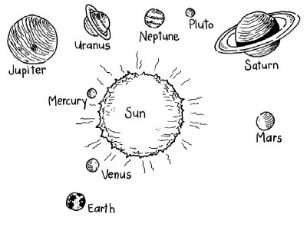 Jupiter
Uranus
Neptune
Pluto
Saturn
Mercury
Sun
Mars
Venus
Earth